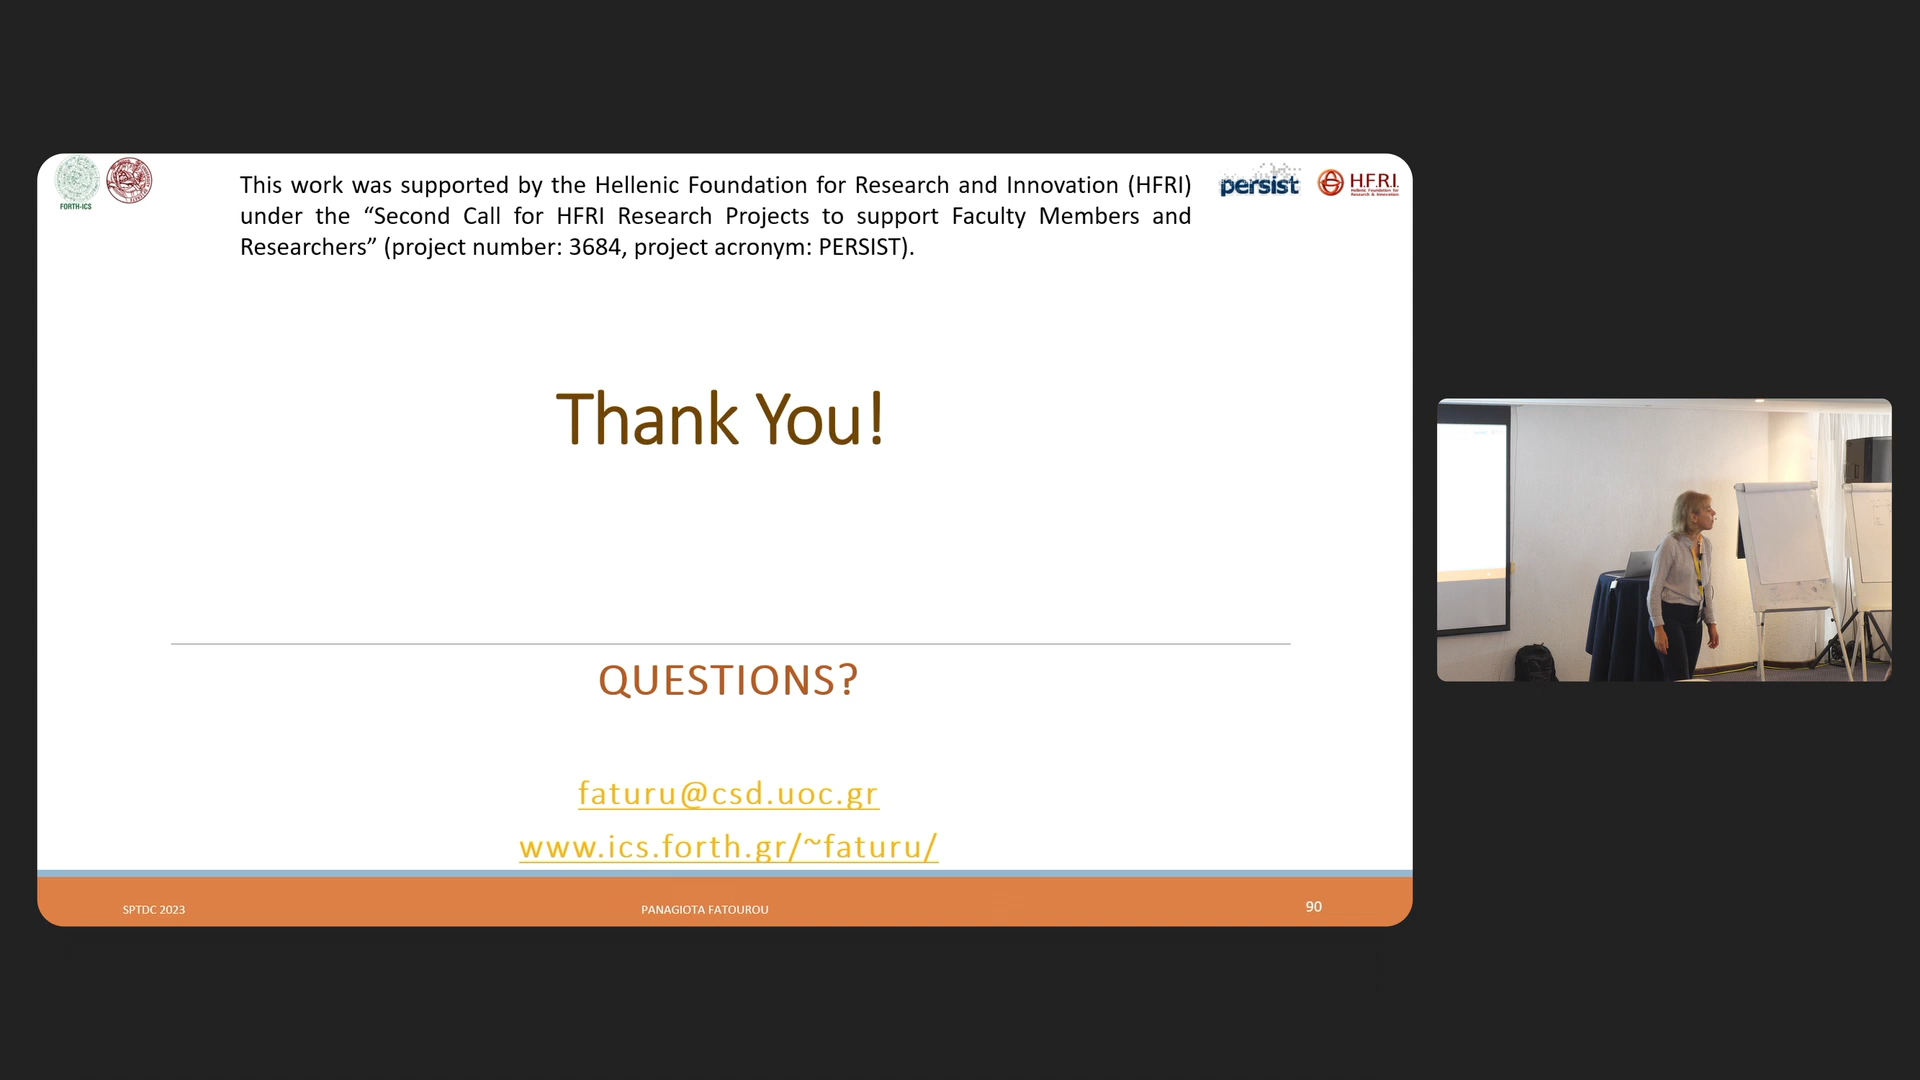 FORTH-ICS
This work was supported by the Hellenic Foundation for Research and Innovation (HFRI)
under the “Second Call for HFRI Research Projects to support Faculty Members and
Researchers” (project number: 3684, project acronym: PERSIST).
persist
H.F.R.I.
Hellenic Foundation for
Research & Innovation
Thank You!
QUESTIONS?
faturu@csd.uoc.gr
www.ics.forth.gr/~faturu/
SPTDC 2023
PANAGIOTA FATOUROU
90